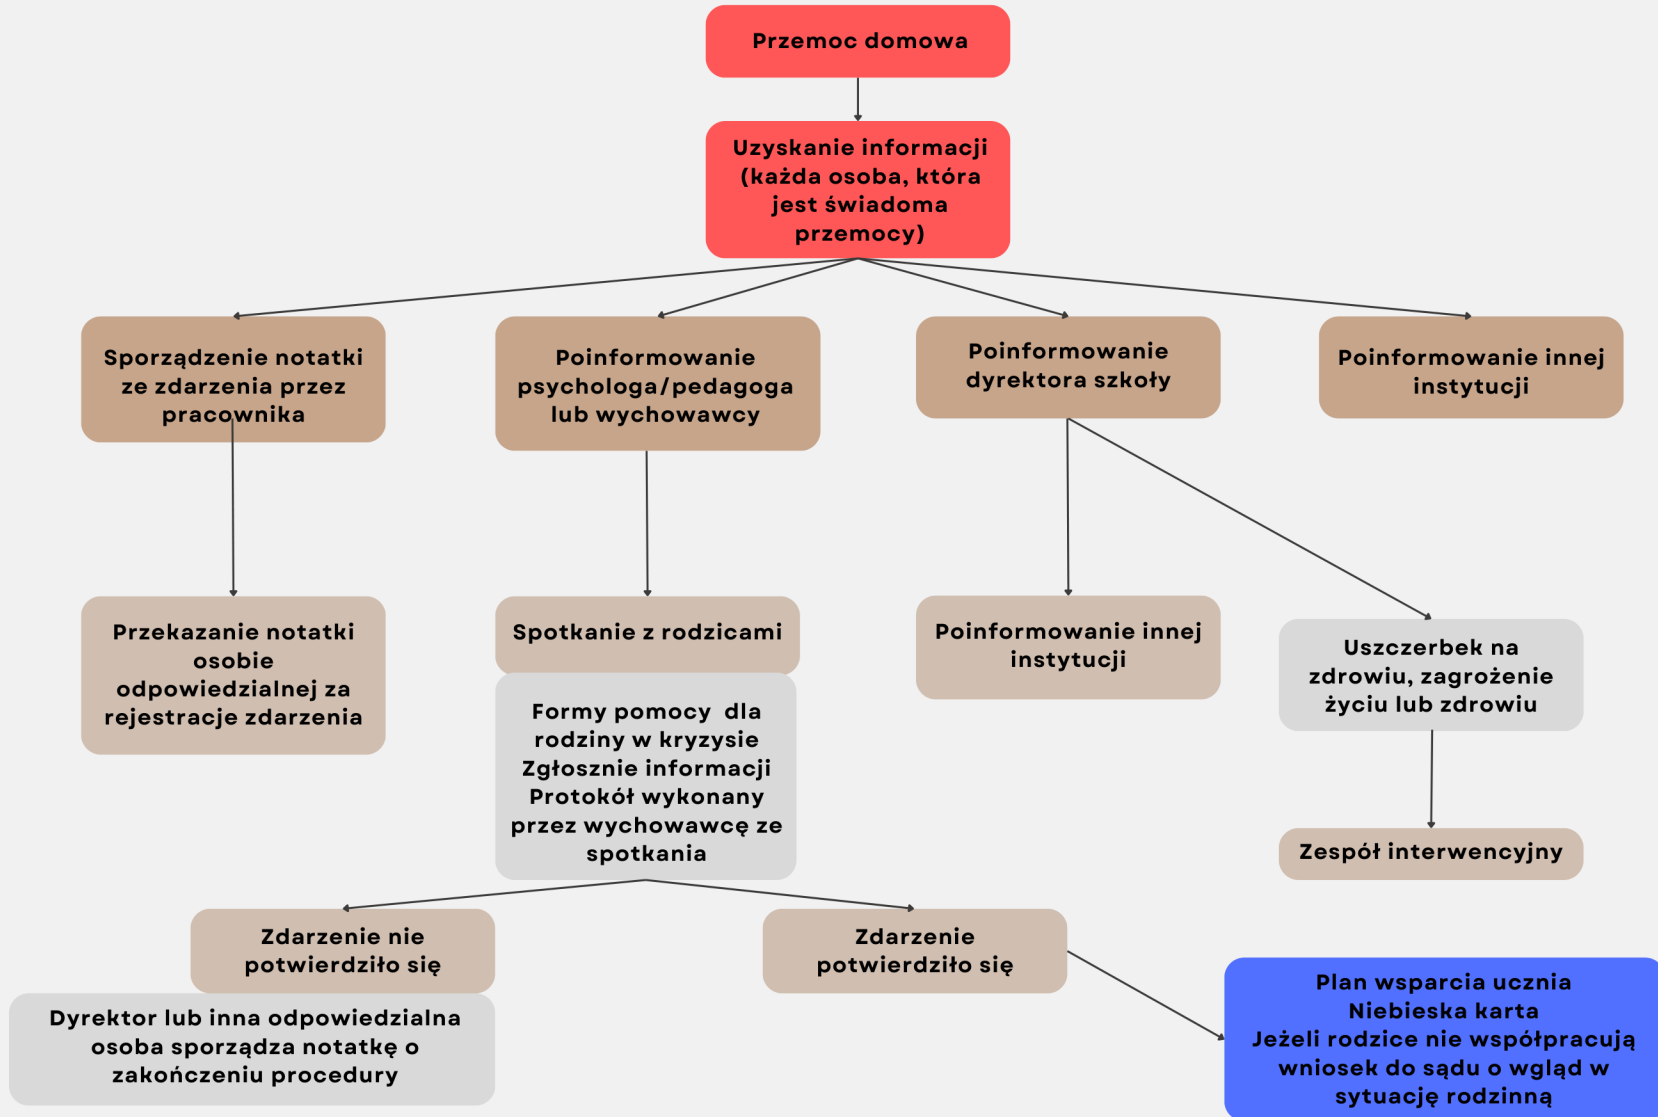 Przemoc domowa
Uzyskanie informacji
(każda osoba, która
jest świadoma
przemocy)
Sporządzenie notatki
ze zdarzenia przez
pracownika
Poinformowanie
psychologa/pedagoga
lub wychowawcy
Poinformowanie
dyrektora szkoły
Poinformowanie innej
instytucji
Przekazanie notatki
osobie
odpowiedzialnej za
rejestracje zdarzenia
Spotkanie z rodzicami
Formy pomocy  dla
rodziny w kryzysie
Zgłosznie informacji
Protokół wykonany
przez wychowawcę ze
spotkania
Poinformowanie innej
instytucji
Uszczerbek na
zdrowiu, zagrożenie
życiu lub zdrowiu
Zespół interwencyjny
Zdarzenie nie
potwierdziło się
Dyrektor lub inna odpowiedzialna
osoba sporządza notatkę o
zakończeniu procedury
Zdarzenie
potwierdziło się
Plan wsparcia ucznia
Niebieska karta
Jeżeli rodzice nie współpracują
wniosek do sądu o wgląd w
sytuację rodzinną